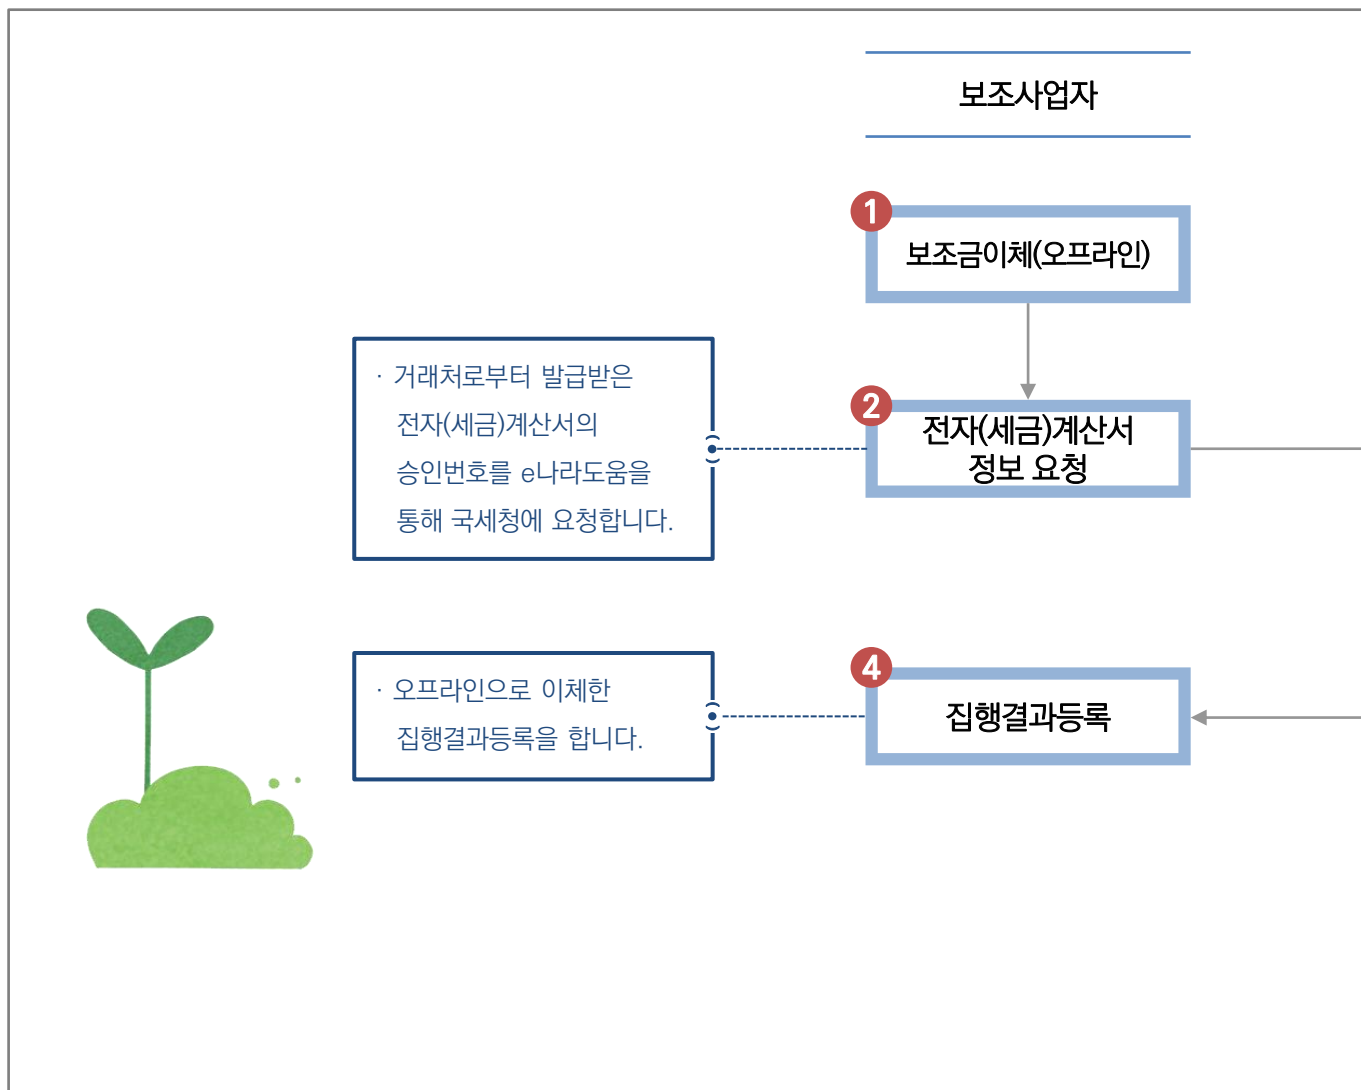 보조사업자
1
보조금이체(오프라인)
· 거래처로부터 발급받은
전자(세금)계산서의
승인번호를 e나라도움을
통해 국세청에 요청합니다.
2
전자(세금)계산서
정보 요청
· 오프라인으로 이체한
집행결과등록을 합니다.
4
집행결과등록